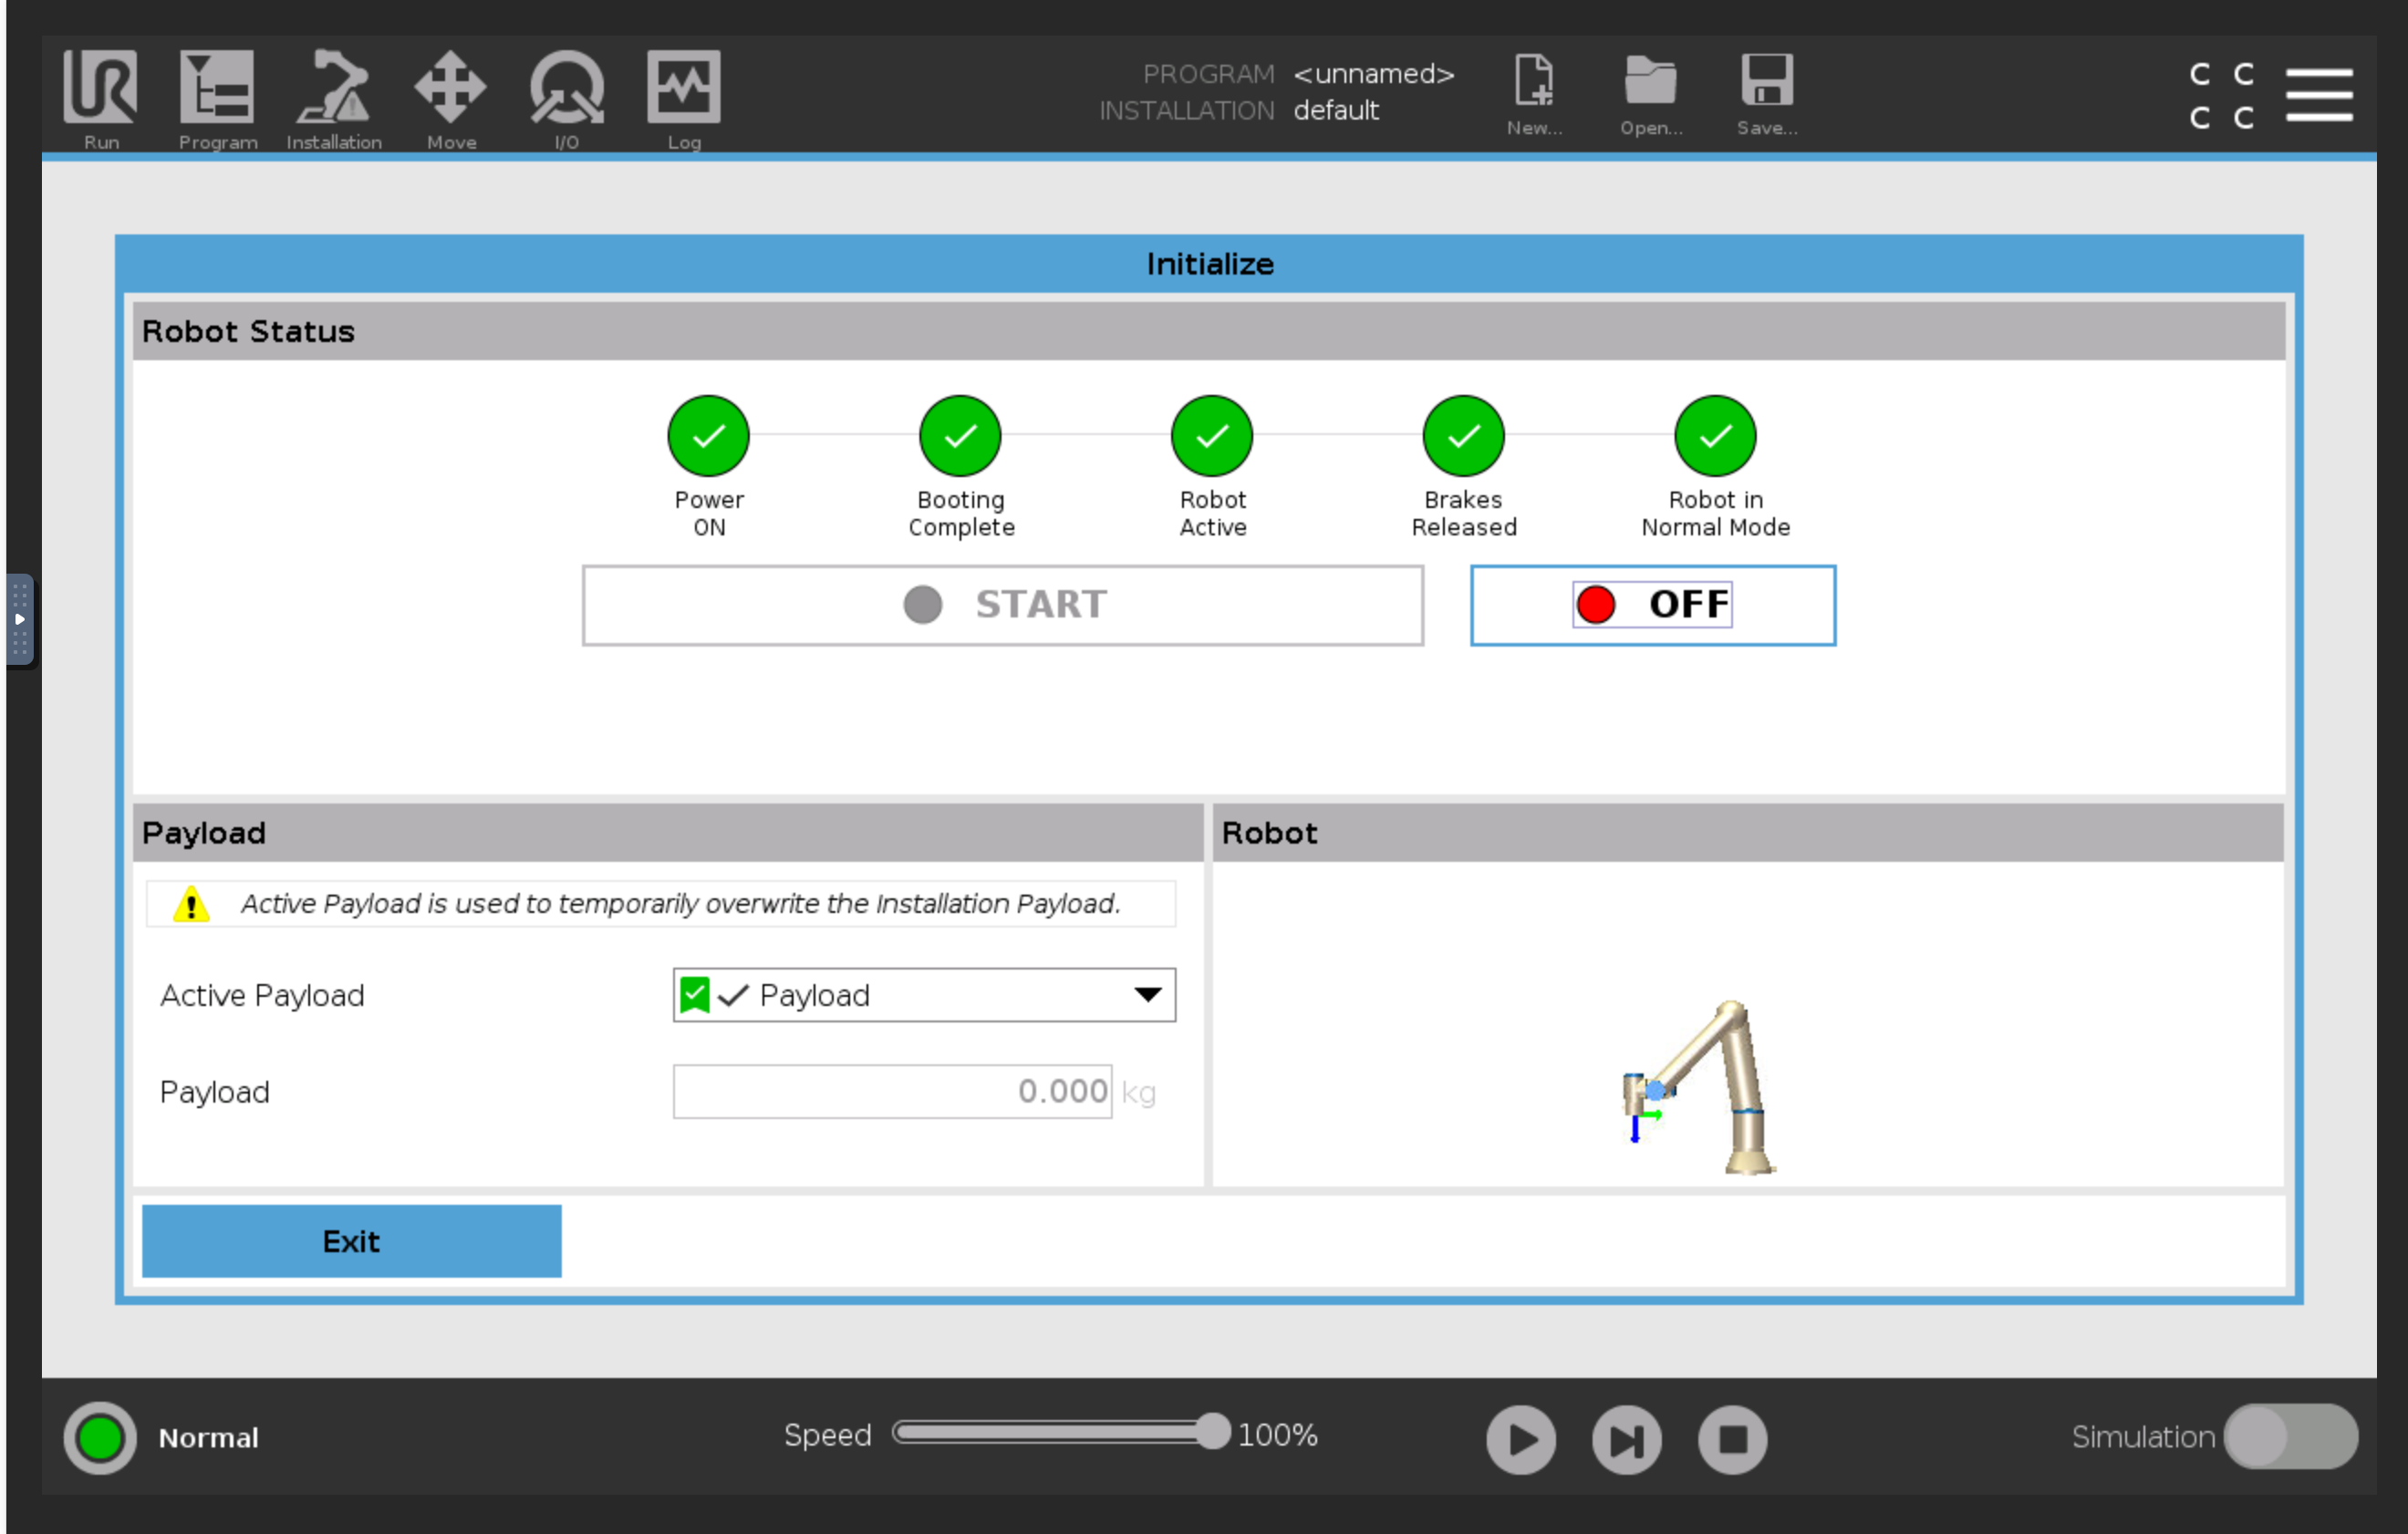 PROGRAM <unnamed>
INSTALLATION default
C C
C C
Run Program Installation Move I/O Log New... Open... Save...
Initialize
Robot Status
Power ON
Booting Complete
Robot Active
Brakes Released
Robot in Normal Mode
START
OFF
Payload
Robot
Active Payload is used to temporarily overwrite the Installation Payload.
Active Payload
Payload
Payload
0.000 kg
Exit
Normal
Speed 100%
Simulation